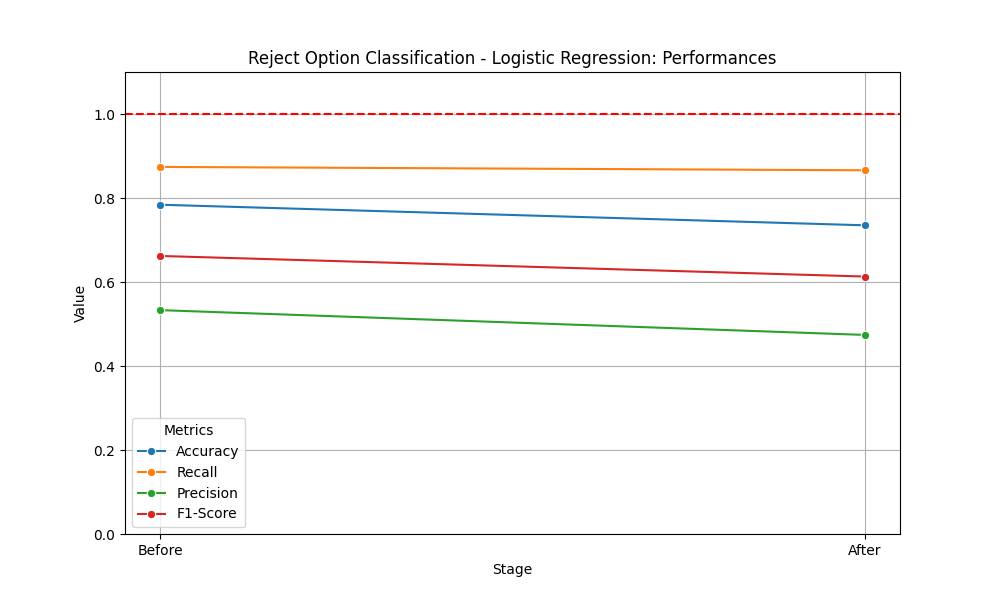 Reject Option Classification - Logistic Regression: Performances
1.0
0.8
0.6
0.4
0.2
0.0
Value
Metrics
Accuracy
Recall
Precision
F1-Score
Before
After
Stage